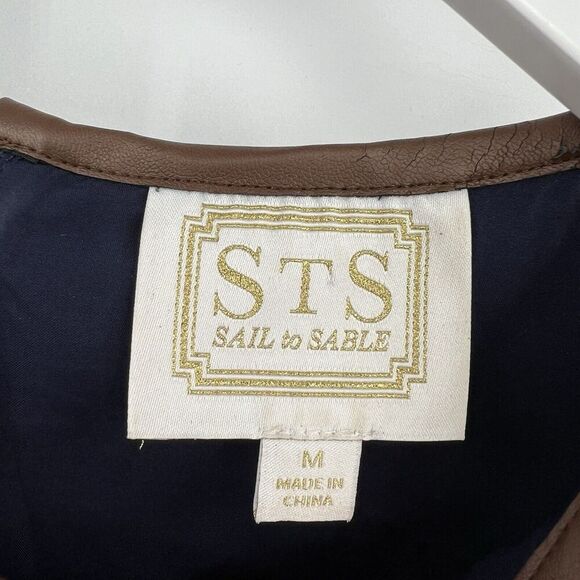 STS
SAIL to SABLE
M
MADE IN
CHINA